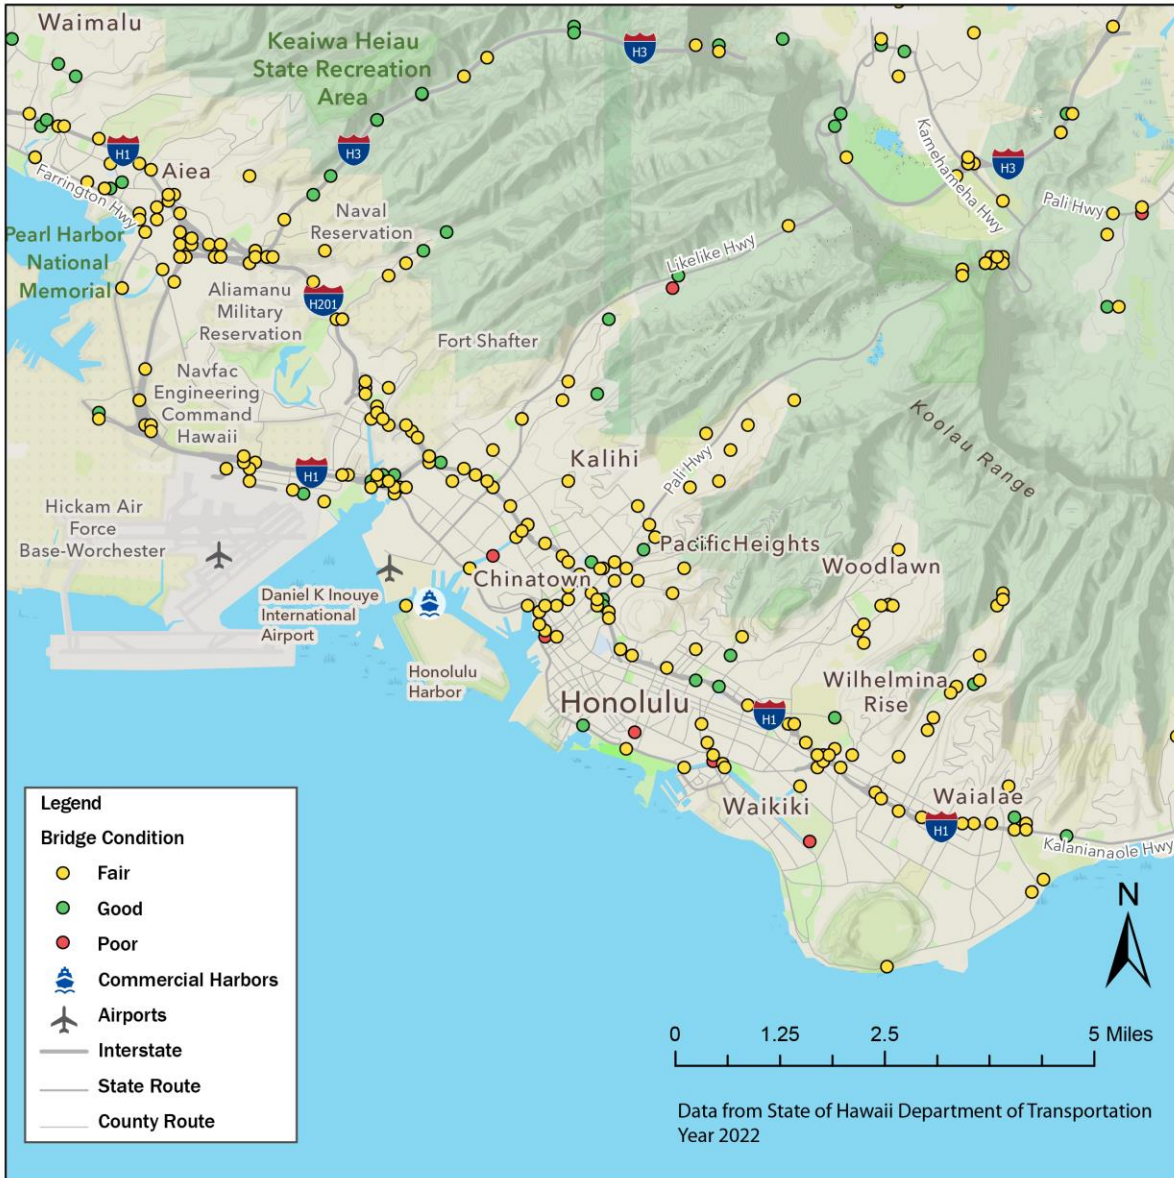 Waimalu
Keaiwa Heiau
State Recreation
Area
H3
H1
Aiea
H3
Farrington Hwy
Kamehameha Hwy
H3
Naval
Reservation
Pali Hwy
Pearl Harbor
National
Memorial
Likelike Hwy
Aliamanu
Military
Reservation
H201
Fort Shafter
Navfac
Engineering
Command
Hawaii
Koolau Range
H1
Kalihi
Pali Hwy
Hickam Air
Force
Base-Worchester
PacificHeights
Woodlawn
Chinatown
Daniel K Inouye
International
Airport
Honolulu
Harbor
Wilhelmina
Rise
Honolulu
H1
Waikiki
Waialae
H1
Kalanianaole Hwy
Legend
Bridge Condition
Fair
Good
Poor
Commercial Harbors
Airports
Interstate
State Route
County Route
N
0 1.25 2.5 5 Miles
Data from State of Hawaii Department of Transportation
Year 2022